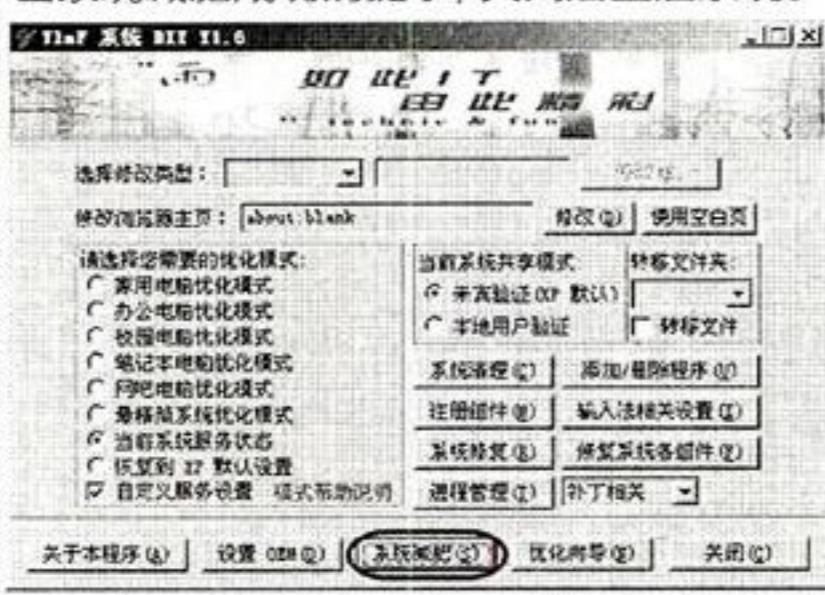 YlmF 系统 DIY V1.6
如此 I T
由此精彩
technic & fun
选择修改类型：
修改浏览器主页： about:blank 修改(Q) 使用空白页
请选择您需要的优化模式:
家用电脑优化模式
办公电脑优化模式
校园电脑优化模式
笔记本电脑优化模式
网吧电脑优化模式
最精简系统优化模式
当前系统服务状态
恢复到 XP 默认设置
自定义服务设置 模式帮助说明
当前系统共享模式 转移文件夹:
来宾验证(XP 默认)
本地用户验证 转移文件
系统清理 添加/删除程序
注册组件 输入法相关设置
系统修复 修复系统各组件
进程管理 补丁相关
关于本程序(A) 设置 OEM(D) 系统减肥 优化向导 关闭(C)